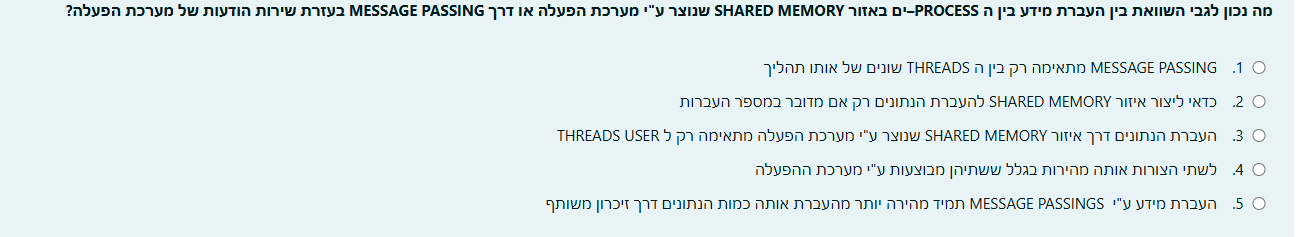 מה נכון לגבי השוואת בין העברת מידע בין ה PROCESS–ים באזור SHARED MEMORY שנוצר ע"י מערכת הפעלה או דרך MESSAGE PASSING בעזרת שירות הודעות של מערכת הפעלה?
1. MESSAGE PASSING מתאימה רק בין ה THREADS שונים של אותו תהליך
2. כדאי ליצור איזור SHARED MEMORY להעברת הנתונים רק אם מדובר במספר העברות
3. העברת הנתונים דרך איזור SHARED MEMORY שנוצר ע"י מערכת הפעלה מתאימה רק ל THREADS USER
4. לשתי הצורות אותה מהירות בגלל ששתיהן מבוצעות ע"י מערכת ההפעלה
5. העברת מידע ע"י MESSAGE PASSINGS תמיד מהירה יותר מהעברת אותה כמות הנתונים דרך זיכרון משותף